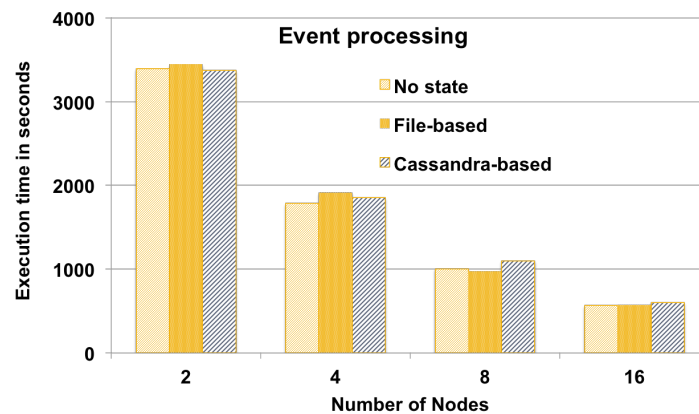 Event processing
No state
File-based
Cassandra-based
Execution time in seconds
4000
3000
2000
1000
0
2 4 8 16
Number of Nodes